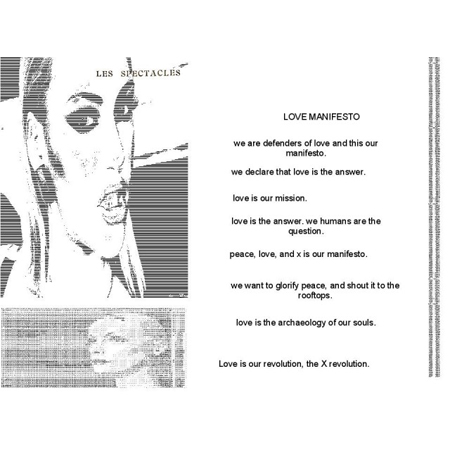 LES SPECTACLES
LOVE MANIFESTO
we are defenders of love and this our
manifesto.
we declare that love is the answer.
love is our mission.
love is the answer. we humans are the
question.
peace, love, and x is our manifesto.
we want to glorify peace, and shout it to the
rooftops.
love is the archaeology of our souls.
Love is our revolution, the X revolution.